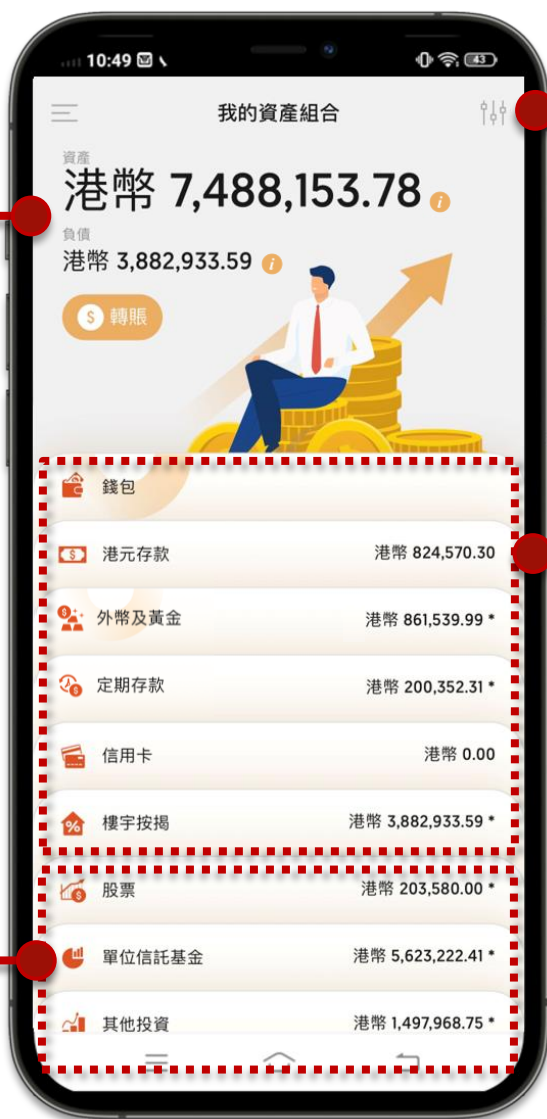 10:49
43
我的資產組合
資產
港幣 7,488,153.78
負債
港幣 3,882,933.59
轉賬
錢包
港元存款 港幣 824,570.30
外幣及黃金 港幣 861,539.99 *
定期存款 港幣 200,352.31 *
信用卡 港幣 0.00
樓宇按揭 港幣 3,882,933.59 *
股票 港幣 203,580.00 *
單位信託基金 港幣 5,623,222.41 *
其他投資 港幣 1,497,968.75 *